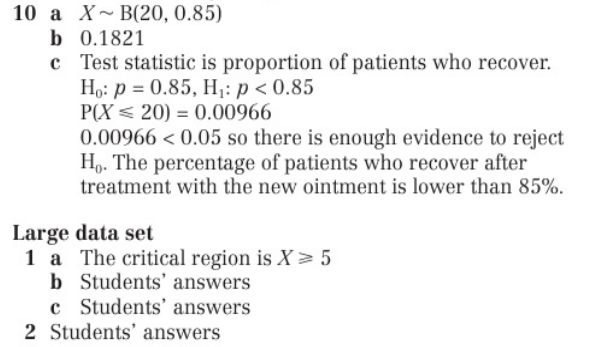 10 a X ~ B(20, 0.85)
b 0.1821
c Test statistic is proportion of patients who recover.
H₀: p = 0.85, H₁: p < 0.85
P(X ⩽ 20) = 0.00966
0.00966 < 0.05 so there is enough evidence to reject
H₀. The percentage of patients who recover after
treatment with the new ointment is lower than 85%.
Large data set
1 a The critical region is X ⩾ 5
b Students’ answers
c Students’ answers
2 Students’ answers